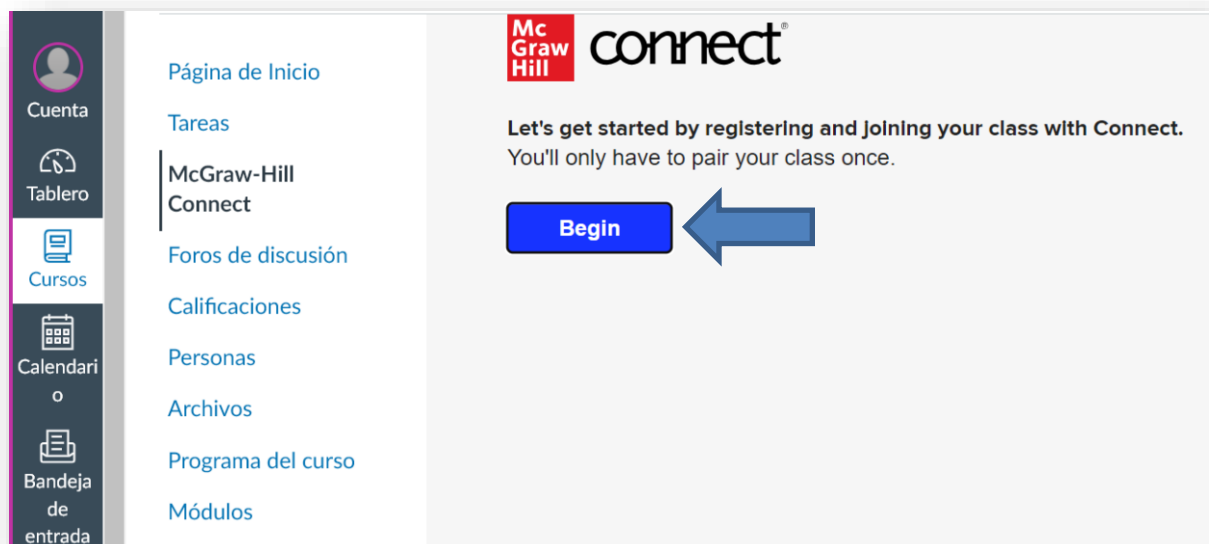 Cuenta
Tablero
Cursos
Calendari
o
Bandeja
de
entrada
Página de Inicio
Tareas
McGraw-Hill
Connect
Foros de discusión
Calificaciones
Personas
Archivos
Programa del curso
Módulos
Mc
Graw
Hill
connect®
Let's get started by registering and joining your class with Connect.
You'll only have to pair your class once.
Begin